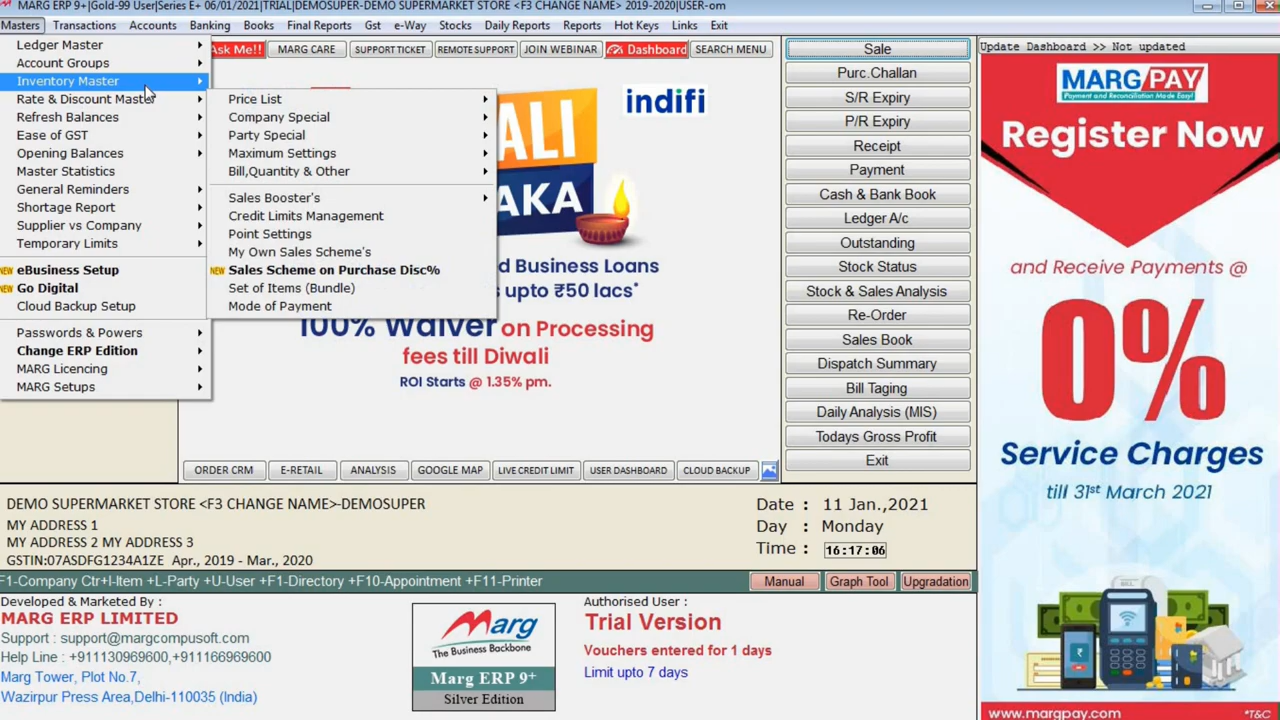 MARG ERP 9+|Gold-99 User|Series E+ 06/01/2021|TRIAL|DEMOSUPER-DEMO SUPERMARKET STORE <F3 CHANGE NAME> 2019-2020|USER-om
Masters Transactions Accounts Banking Books Final Reports Gst e-Way Stocks Daily Reports Reports Hot Keys Links Exit
Ledger Master
Account Groups
Inventory Master
Rate & Discount Master
Refresh Balances
Ease of GST
Opening Balances
Master Statistics
General Reminders
Shortage Report
Supplier vs Company
Temporary Limits
NEW eBusiness Setup
NEW Go Digital
Cloud Backup Setup
Passwords & Powers
Change ERP Edition
MARG Licencing
MARG Setups
Price List
Company Special
Party Special
Maximum Settings
Bill,Quantity & Other
Sales Booster's
Credit Limits Management
Point Settings
My Own Sales Scheme's
NEW Sales Scheme on Purchase Disc%
Set of Items (Bundle)
Mode of Payment
Ask Me!! MARG CARE SUPPORT TICKET REMOTE SUPPORT JOIN WEBINAR Dashboard SEARCH MENU
indifi
ALI
AKA
d Business Loans
s upto ₹50 lacs*
100% Waiver on Processing
fees till Diwali
ROI Starts @ 1.35% pm.
ORDER CRM E-RETAIL ANALYSIS GOOGLE MAP LIVE CREDIT LIMIT USER DASHBOARD CLOUD BACKUP
Sale
Purc.Challan
S/R Expiry
P/R Expiry
Receipt
Payment
Cash & Bank Book
Ledger A/c
Outstanding
Stock Status
Stock & Sales Analysis
Re-Order
Sales Book
Dispatch Summary
Bill Tagging
Daily Analysis (MIS)
Todays Gross Profit
Exit
Update Dashboard >> Not updated
MARG PAY
Payment and Reconciliation Made Easy!
Register Now
and Receive Payments @
0%
Service Charges
till 31st March 2021
www.margpay.com *T&C
DEMO SUPERMARKET STORE <F3 CHANGE NAME>-DEMOSUPER
MY ADDRESS 1
MY ADDRESS 2 MY ADDRESS 3
GSTIN:07ASDFG1234A1ZE Apr., 2019 - Mar., 2020
Date : 11 Jan.,2021
Day : Monday
Time : 16:17:06
F1-Company Ctr+I-Item +L-Party +U-User +F1-Directory +F10-Appointment +F11-Printer
Manual Graph Tool Upgradation
Developed & Marketed By :
MARG ERP LIMITED
Support : support@margcompusoft.com
Help Line : +911130969600,+911166969600
Marg Tower, Plot No.7,
Wazirpur Press Area,Delhi-110035 (India)
Marg
The Business Backbone
Marg ERP 9+
Silver Edition
Authorised User :
Trial Version
Vouchers entered for 1 days
Limit upto 7 days